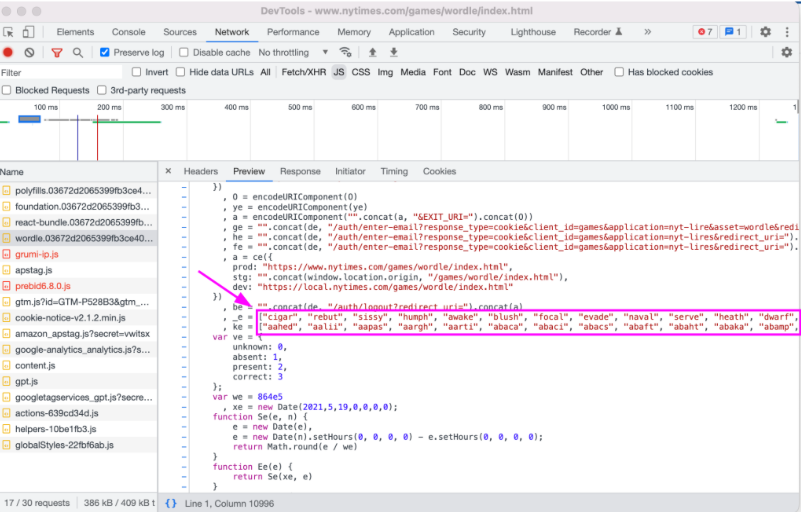 DevTools - www.nytimes.com/games/wordle/index.html
Elements Console Sources Network Performance Memory Application Security Lighthouse Recorder » 7 1
Preserve log Disable cache No throttling
Filter Invert Hide data URLs All Fetch/XHR JS CSS Img Media Font Doc WS Wasm Manifest Other Has blocked cookies
Blocked Requests 3rd-party requests
100 ms 200 ms 300 ms 400 ms 500 ms 600 ms 700 ms 800 ms 900 ms 1000 ms 1100 ms 1200 ms 1
Name × Headers Preview Response Initiator Timing Cookies
polyfills.03672d2065399fb3ce4...
foundation.03672d2065399fb3ce...
react-bundle.03672d2065399fb3...
wordle.03672d2065399fb3ce40...
grumi-ip.js
apstag.js
prebid6.8.0.js
gtm.js?id=GTM-P528B3&gtm_...
cookie-notice-v2.1.2.min.js
amazon_apstag.js?secret=vwitsx
google-analytics_analytics.js?s...
content.js
gpt.js
googletagservices_gpt.js?secre...
actions-639cd34d.js
helpers-10be1fb3.js
globalStyles-22fbf6ab.js
})
, O = encodeURIComponent(O)
, ye = encodeURIComponent(ye)
, a = encodeURIComponent("".concat(a, "&EXIT_URI=").concat(O))
, ge = "".concat(de, "/auth/enter-email?response_type=cookie&client_id=games&application=nyt-lire&asset=wordle&redi
, he = "".concat(de, "/auth/enter-email?response_type=cookie&client_id=games&application=nyt-lires&redirect_uri=").
, fe = "".concat(de, "/auth/enter-email?response_type=cookie&client_id=games&application=nyt-lires&redirect_uri=").
, a = ce({
prod: "https://www.nytimes.com/games/wordle/index.html",
stg: "".concat(window.location.origin, "/games/wordle/index.html"),
dev: "https://local.nytimes.com/games/wordle/index.html"
})
, be = "".concat(de, "/auth/logout?redirect_uri=").concat(a)
, _e = ["cigar", "rebut", "sissy", "humph", "awake", "blush", "focal", "evade", "naval", "serve", "heath", "dwarf",
, ke = ["aahed", "aalii", "aapas", "aargh", "aarti", "abaca", "abaci", "abacs", "abaft", "abaht", "abaka", "abamp",
var ve = {
unknown: 0,
absent: 1,
present: 2,
correct: 3
};
var we = 864e5
, xe = new Date(2021,5,19,0,0,0,0);
function Se(e, n) {
e = new Date(e),
e = new Date(n).setHours(0, 0, 0, 0) - e.setHours(0, 0, 0, 0);
return Math.round(e / we)
}
function Ee(e) {
return Se(xe, e)
}
17 / 30 requests 386 kB / 409 kB t {} Line 1, Column 10996